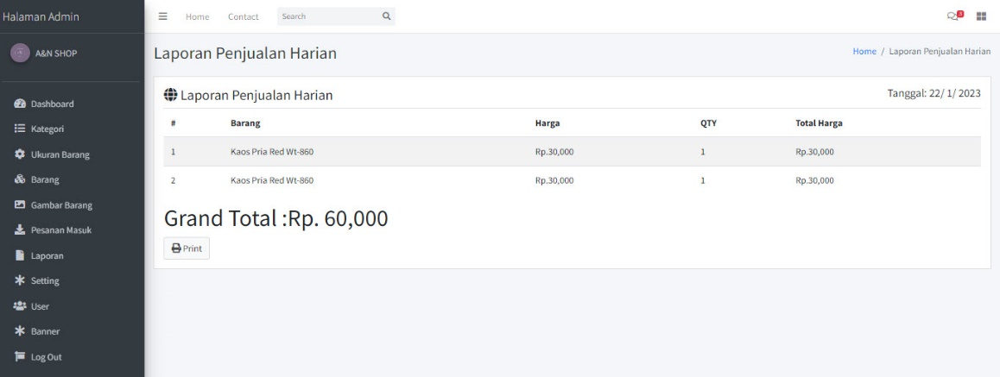 Halaman Admin
Home Contact Search 3
A&N SHOP
Laporan Penjualan Harian
Home / Laporan Penjualan Harian
Dashboard
Kategori
Ukuran Barang
Barang
Gambar Barang
Pesanan Masuk
Laporan
Setting
User
Banner
Log Out
Laporan Penjualan Harian
Tanggal: 22/ 1/ 2023
# Barang Harga QTY Total Harga
1 Kaos Pria Red Wt-860 Rp.30,000 1 Rp.30,000
2 Kaos Pria Red Wt-860 Rp.30,000 1 Rp.30,000
Grand Total :Rp. 60,000
Print